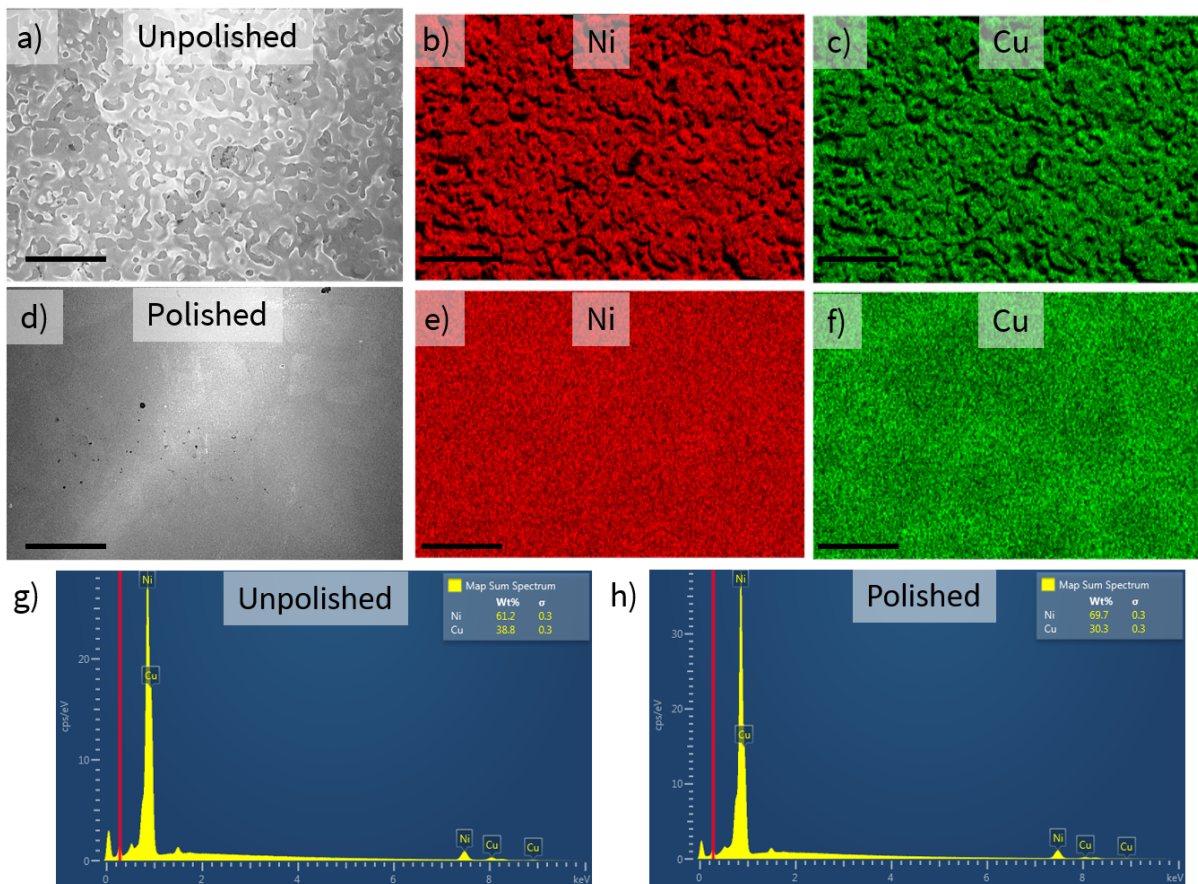 a) Unpolished
b) Ni
c) Cu
d) Polished
e) Ni
f) Cu
g) Unpolished
Map Sum Spectrum
Wt% σ
Ni 61.2 0.3
Cu 38.8 0.3
Ni
Cu
cps/eV
20
10
0
Ni Cu Cu
0 2 4 6 8 keV
h) Polished
Map Sum Spectrum
Wt% σ
Ni 69.7 0.3
Cu 30.3 0.3
Ni
Cu
cps/eV
30
20
10
0
Ni Cu Cu
0 2 4 6 8 keV